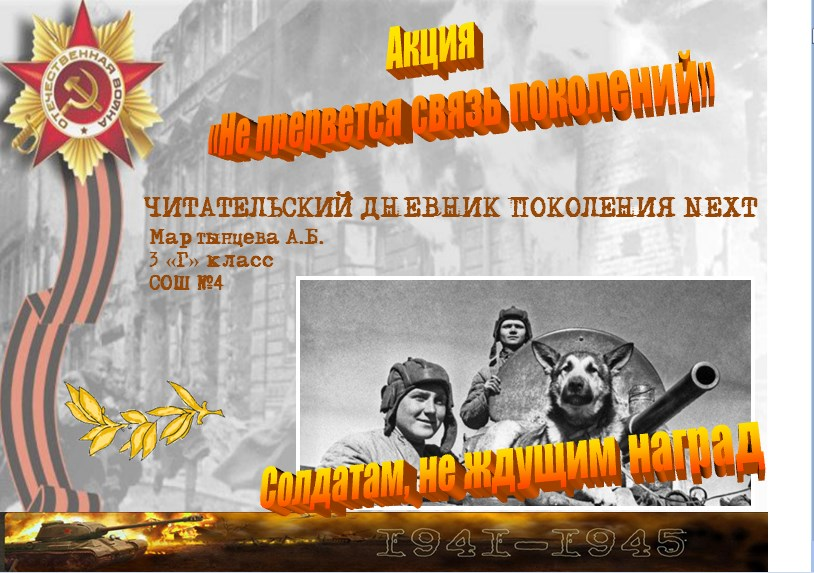 Акция
«Не прервется связь поколений»
ОТЕЧЕСТВЕННАЯ ВОЙНА
ЧИТАТЕЛЬСКИЙ ДНЕВНИК ПОКОЛЕНИЯ NEXT
Мартынцева А.Б.
3 «Г» класс
СОШ №4
Солдатам, не ждущим наград
1941-1945